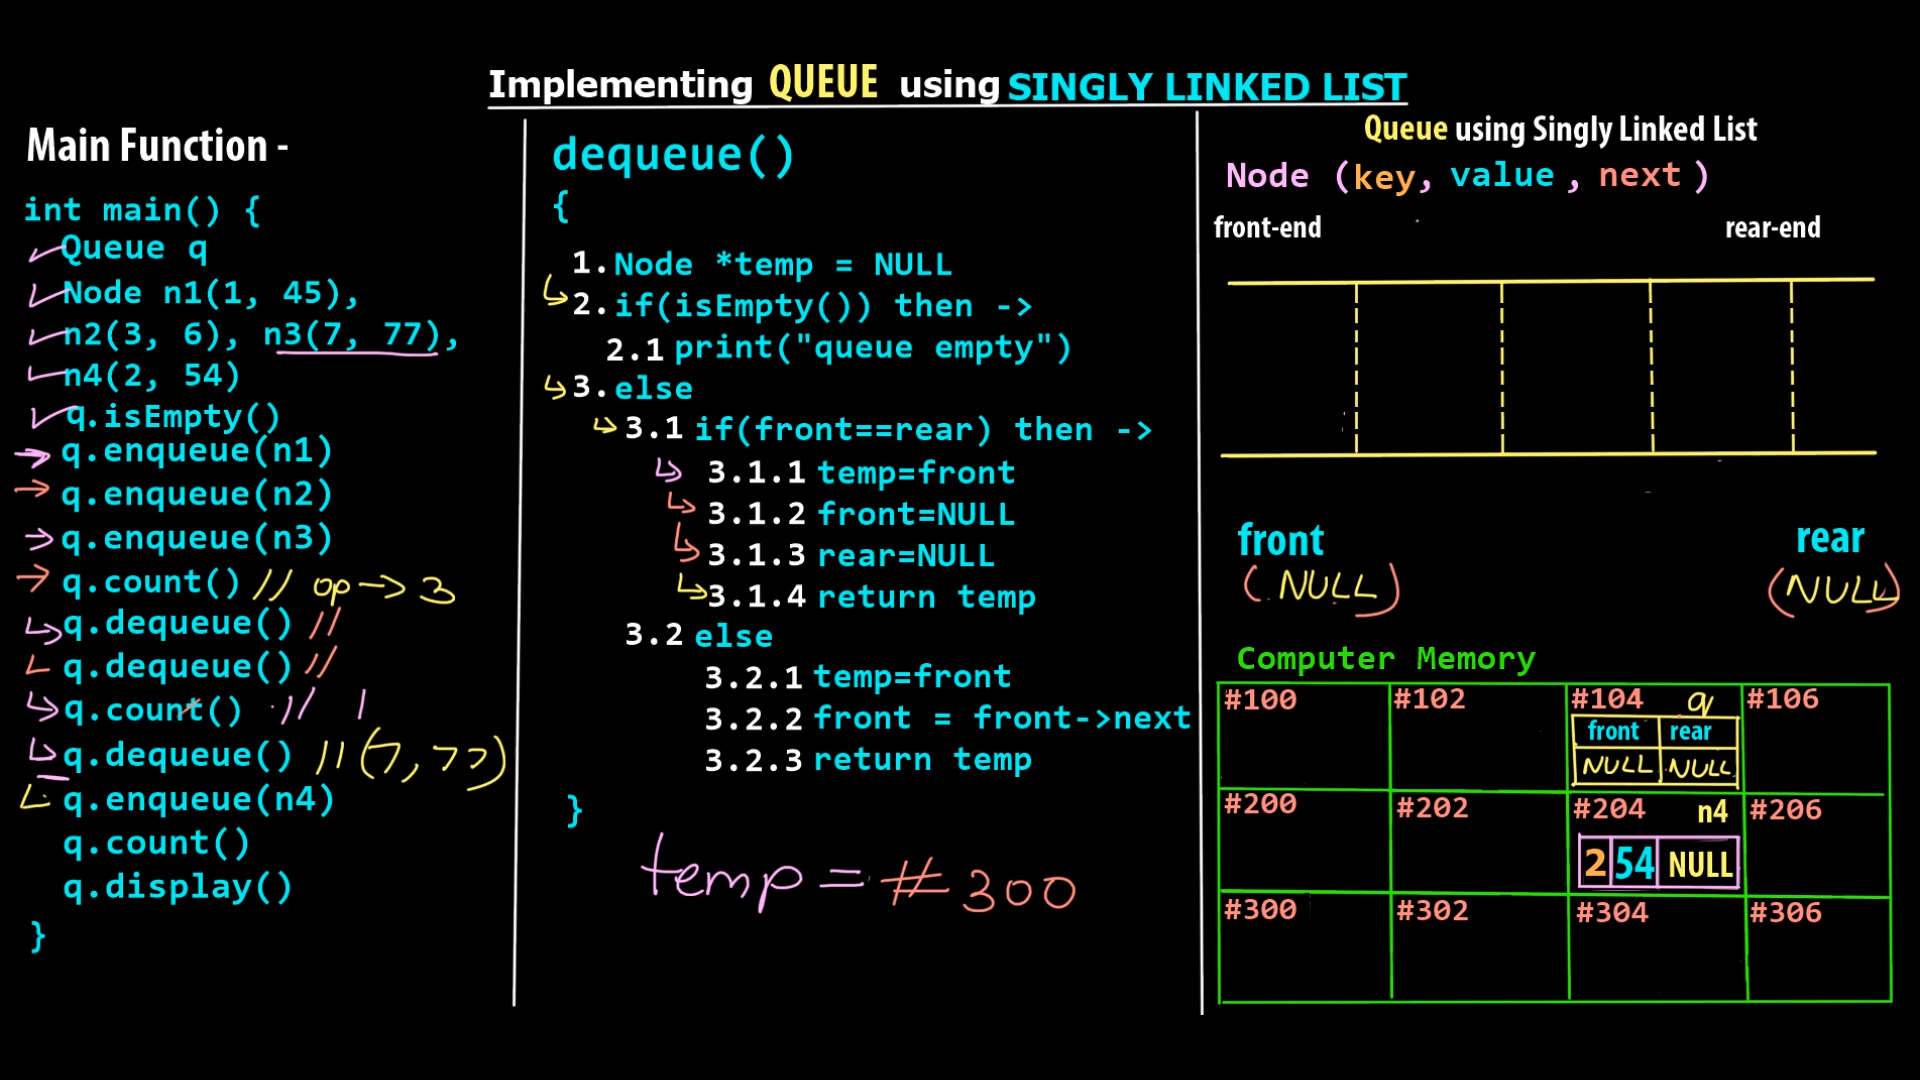 Implementing QUEUE using SINGLY LINKED LIST
Main Function -
int main() {
Queue q
Node n1(1, 45),
n2(3, 6), n3(7, 77),
n4(2, 54)
q.isEmpty()
q.enqueue(n1)
q.enqueue(n2)
q.enqueue(n3)
q.count() // op -> 3
q.dequeue() //
q.dequeue() //
q.count() // 1
q.dequeue() // (7, 77)
q.enqueue(n4)
q.count()
q.display()
}
dequeue()
{
1. Node *temp = NULL
2. if(isEmpty()) then ->
2.1 print("queue empty")
3. else
3.1 if(front==rear) then ->
3.1.1 temp=front
3.1.2 front=NULL
3.1.3 rear=NULL
3.1.4 return temp
3.2 else
3.2.1 temp=front
3.2.2 front = front->next
3.2.3 return temp
}
temp = #300
Queue using Singly Linked List
Node (key, value, next)
front-end rear-end
front rear
(NULL) (NULL)
Computer Memory
#100 #102 #104 q #106
front rear
NULL NULL
#200 #202 #204 n4 #206
2 54 NULL
#300 #302 #304 #306